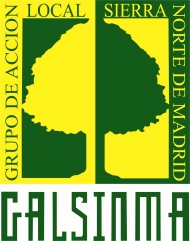 GRUPO DE ACCION
LOCAL SIERRA
NORTE DE MADRID
GALSINMA